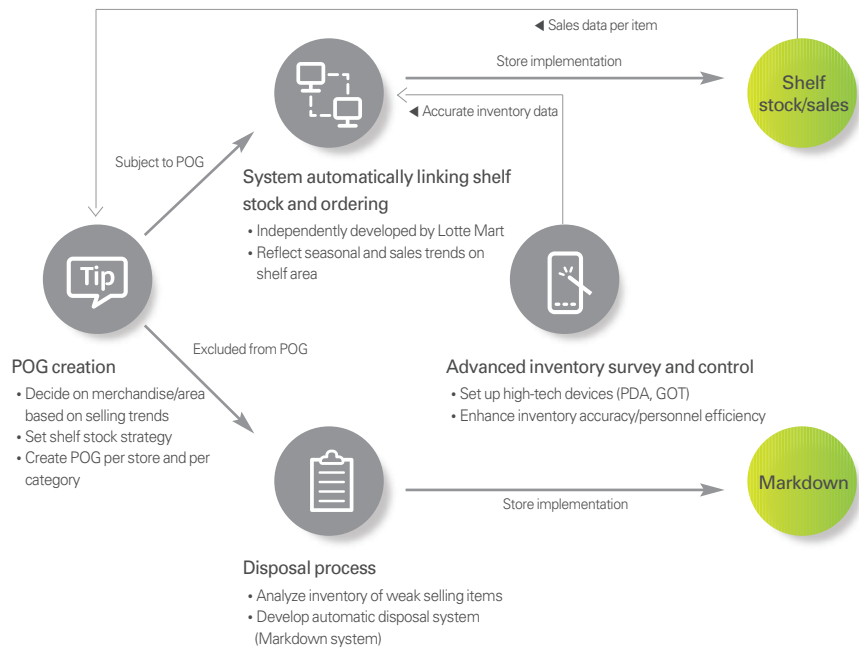 ◀ Sales data per item
Store implementation
Shelf
stock/sales
◀ Accurate inventory data
Subject to POG
System automatically linking shelf
stock and ordering
• Independently developed by Lotte Mart
• Reflect seasonal and sales trends on
shelf area
Tip
POG creation
• Decide on merchandise/area
based on selling trends
• Set shelf stock strategy
• Create POG per store and per
category
Excluded from POG
Advanced inventory survey and control
• Set up high-tech devices (PDA, GOT)
• Enhance inventory accuracy/personnel efficiency
Store implementation
Markdown
Disposal process
• Analyze inventory of weak selling items
• Develop automatic disposal system
(Markdown system)